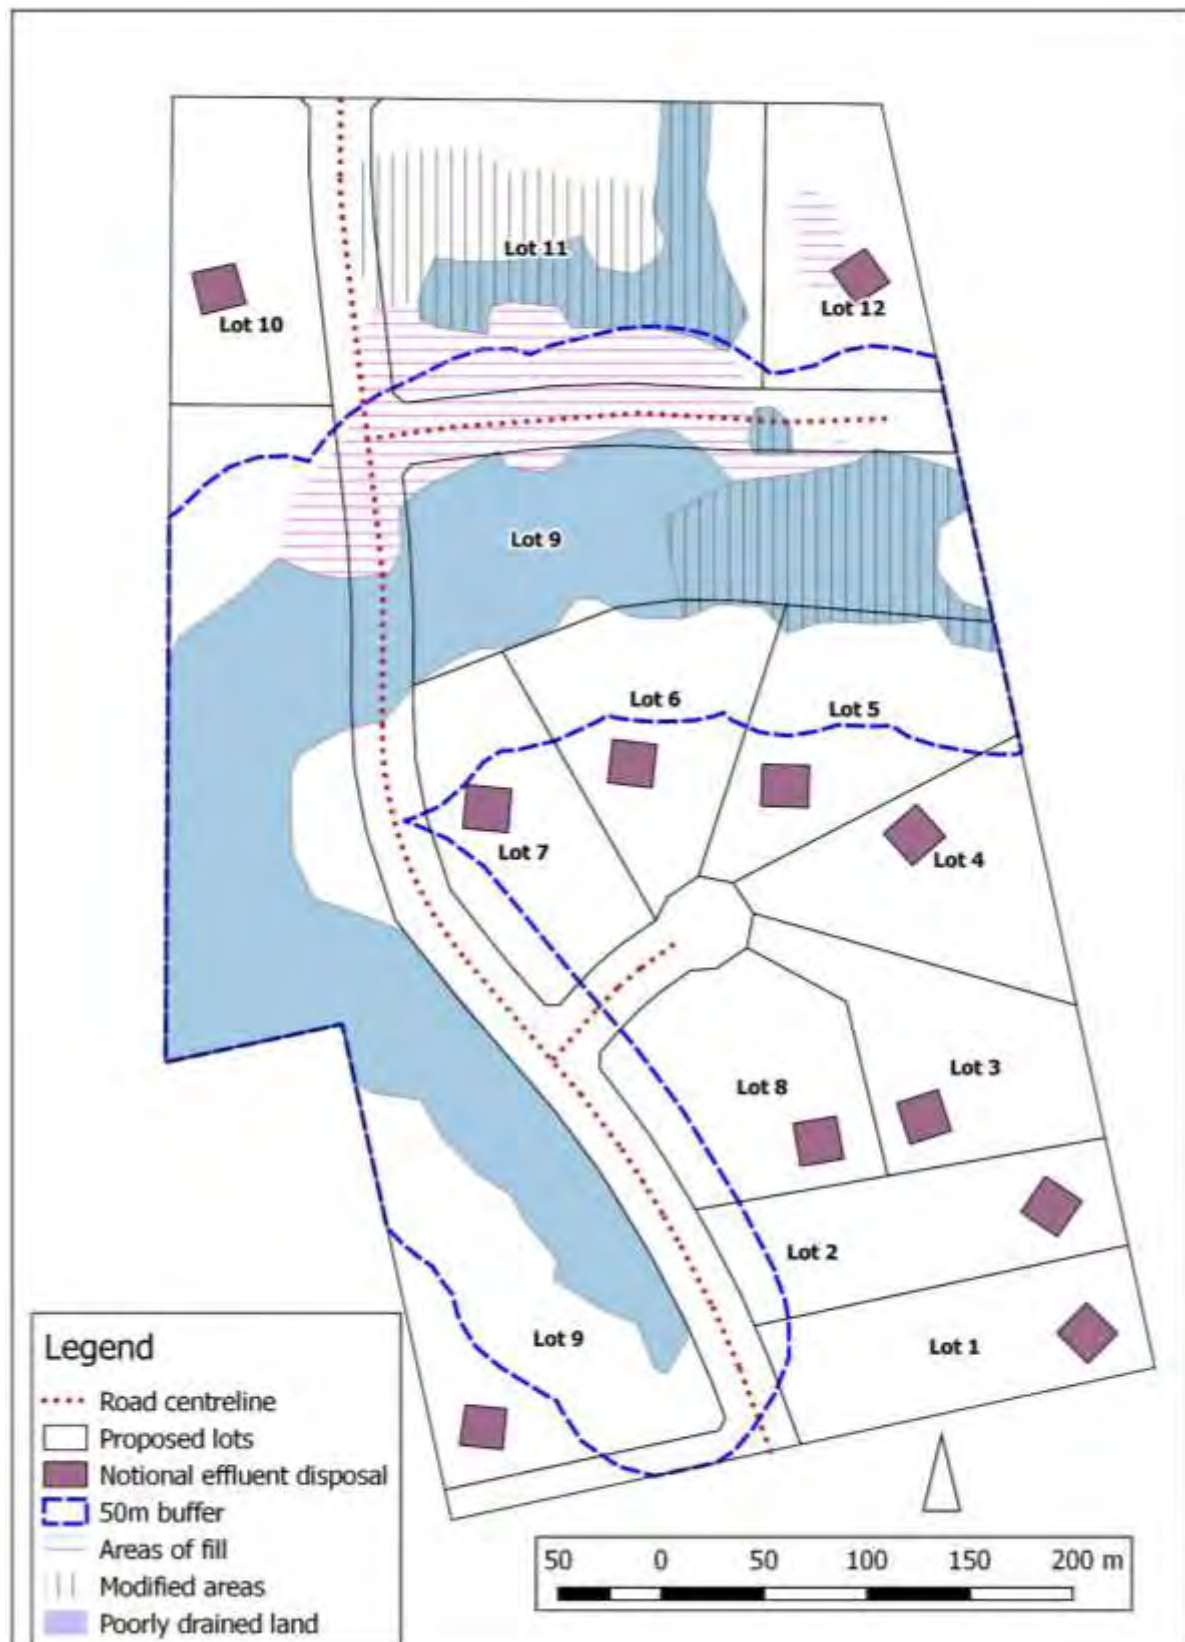 Lot 11
Lot 10
Lot 12
Lot 9
Lot 6
Lot 5
Lot 7
Lot 4
Lot 3
Lot 8
Lot 2
Lot 9
Lot 1
Legend
Road centreline
Proposed lots
Notional effluent disposal
50m buffer
Areas of fill
Modified areas
Poorly drained land
50 0 50 100 150 200 m